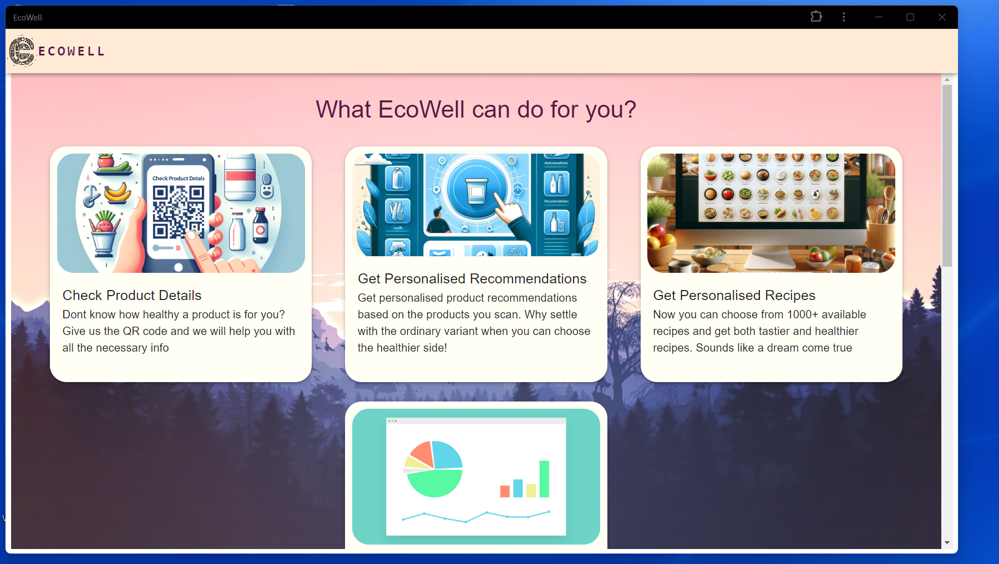 EcoWell
ECOWELL
What EcoWell can do for you?
Check Product Detals
Recommnations
Health
Check Product Details
Dont know how healthy a product is for you?
Give us the QR code and we will help you with
all the necessary info
Get Personalised Recommendations
Get personalised product recommendations
based on the products you scan. Why settle
with the ordinary variant when you can choose
the healthier side!
Get Personalised Recipes
Now you can choose from 1000+ available
recipes and get both tastier and healthier
recipes. Sounds like a dream come true